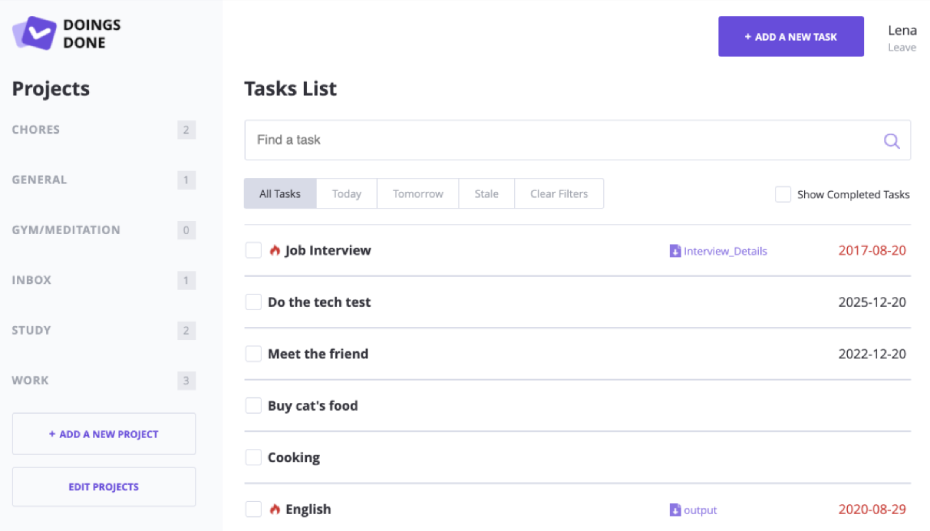 DOINGS
DONE
+ ADD A NEW TASK
Lena
Leave
Projects
CHORES 2
GENERAL 1
GYM/MEDITATION 0
INBOX 1
STUDY 2
WORK 3
+ ADD A NEW PROJECT
EDIT PROJECTS
Tasks List
Find a task
All Tasks Today Tomorrow Stale Clear Filters Show Completed Tasks
Job Interview Interview_Details 2017-08-20
Do the tech test 2025-12-20
Meet the friend 2022-12-20
Buy cat's food
Cooking
English output 2020-08-29